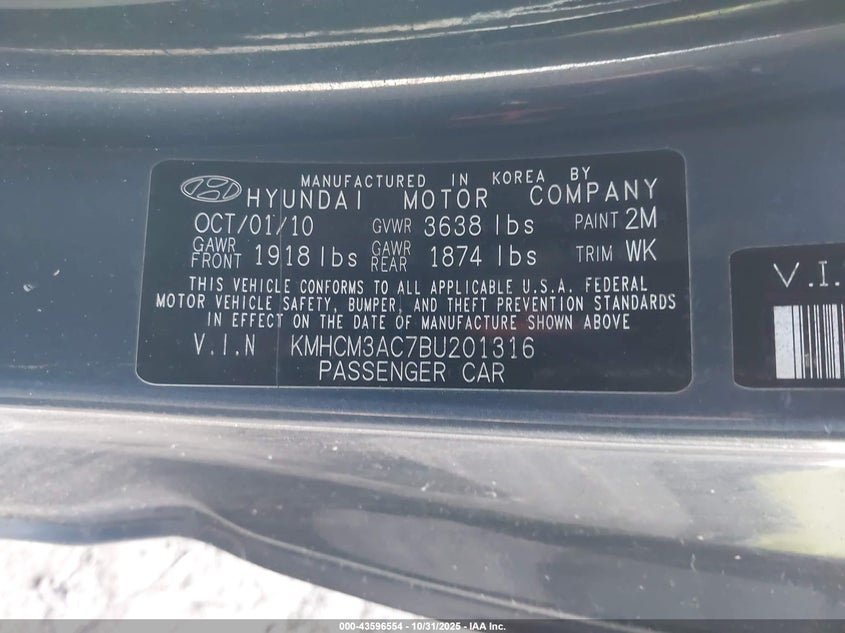 MANUFACTURED IN KOREA BY
HYUNDAI MOTOR COMPANY
OCT/01/10 GVWR 3638 lbs PAINT 2M
GAWR FRONT 1918 lbs GAWR REAR 1874 lbs TRIM WK
THIS VEHICLE CONFORMS TO ALL APPLICABLE U.S.A. FEDERAL
MOTOR VEHICLE SAFETY, BUMPER, AND THEFT PREVENTION STANDARDS
IN EFFECT ON THE DATE OF MANUFACTURE SHOWN ABOVE
V.I.N KMHCM3AC7BU201316
PASSENGER CAR
V.I.
000-43596554 - 10/31/2025 - IAA Inc.